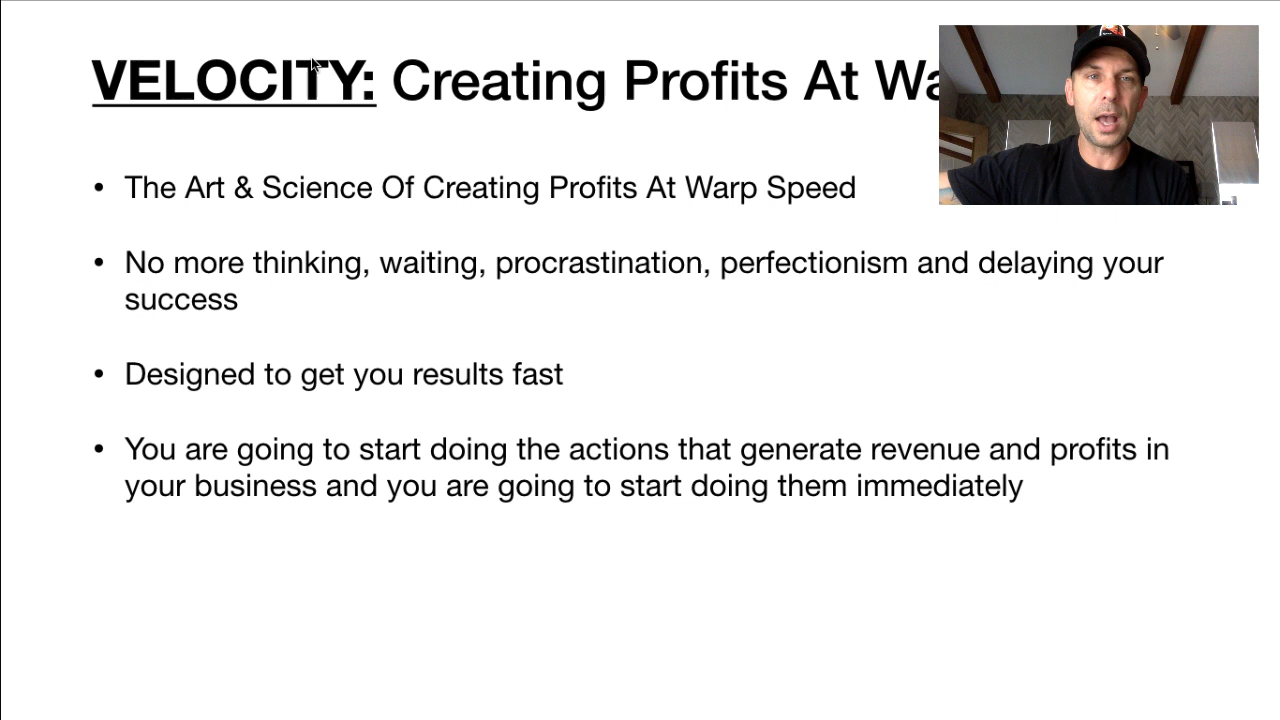 VELOCITY: Creating Profits At
• The Art & Science Of Creating Profits At Warp Speed
• No more thinking, waiting, procrastination, perfectionism and delaying your
success
• Designed to get you results fast
• You are going to start doing the actions that generate revenue and profits in
your business and you are going to start doing them immediately